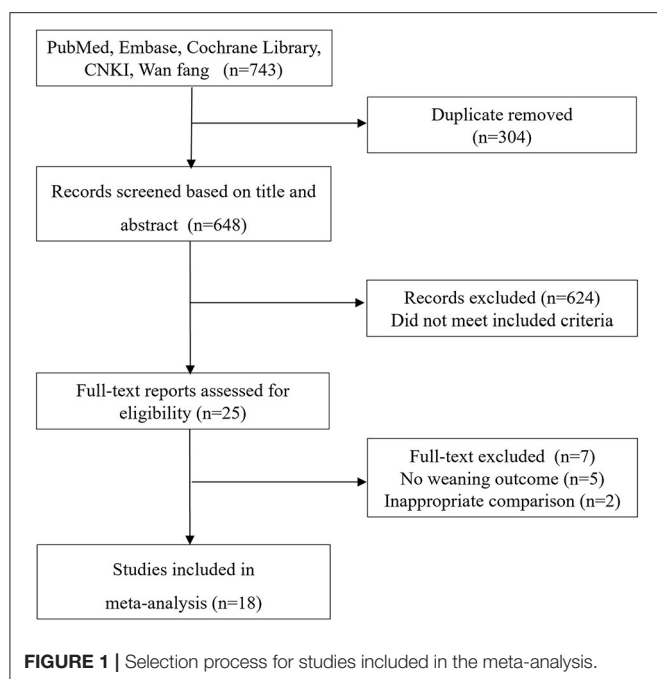 PubMed, Embase, Cochrane Library,
CNKI, Wan fang (n=743)
Duplicate removed
(n=304)
Records screened based on title and
abstract (n=648)
Records excluded (n=624)
Did not meet included criteria
Full-text reports assessed for
eligibility (n=25)
Full-text excluded (n=7)
No weaning outcome (n=5)
Inappropriate comparison (n=2)
Studies included in
meta-analysis (n=18)
FIGURE 1 | Selection process for studies included in the meta-analysis.